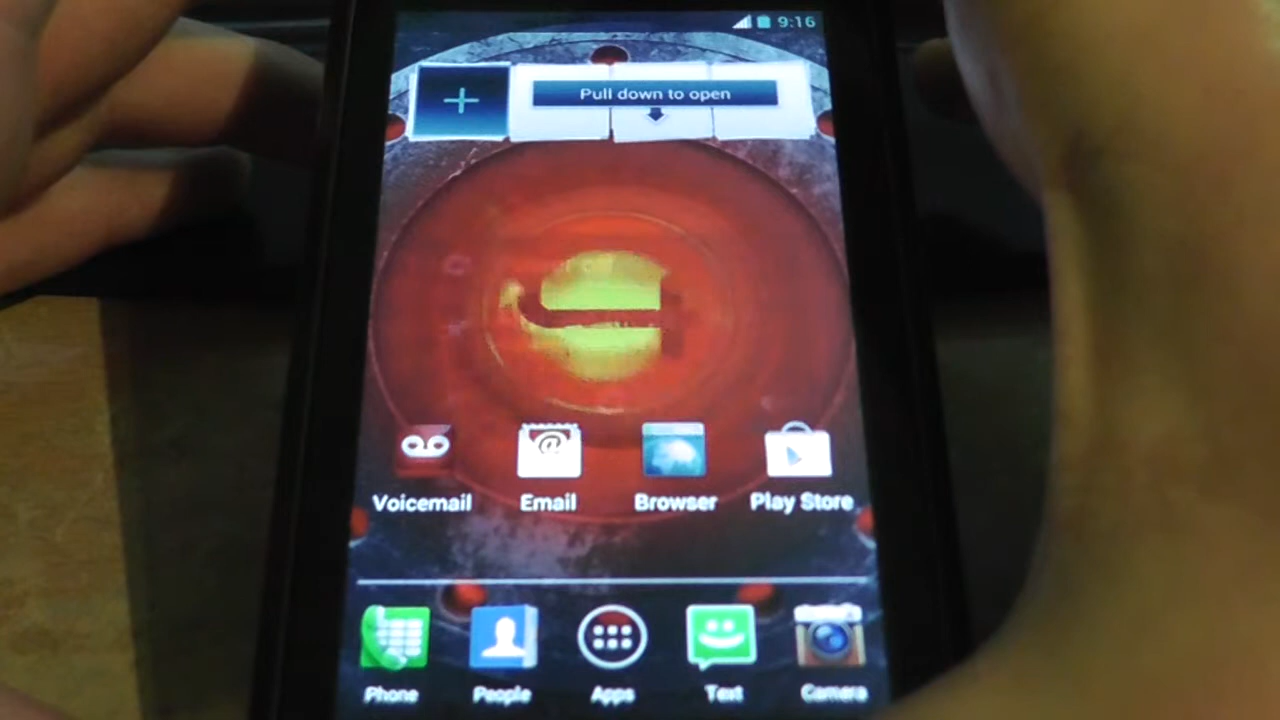 9:16
Pull down to open
Voicemail Email Browser Play Store
Phone People Apps Text Camera